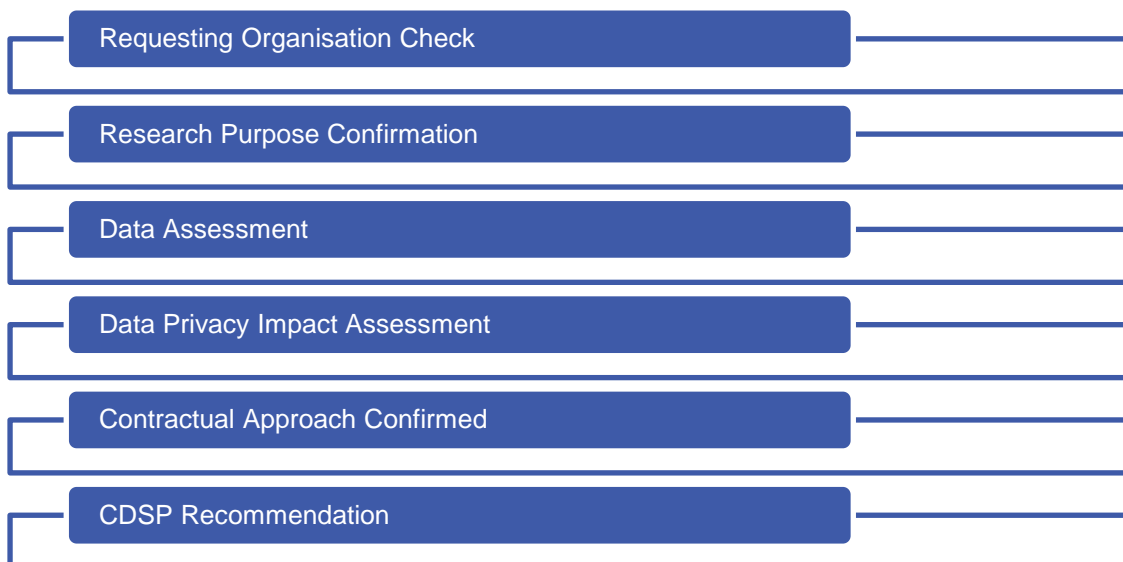 Requesting Organisation Check
Research Purpose Confirmation
Data Assessment
Data Privacy Impact Assessment
Contractual Approach Confirmed
CDSP Recommendation